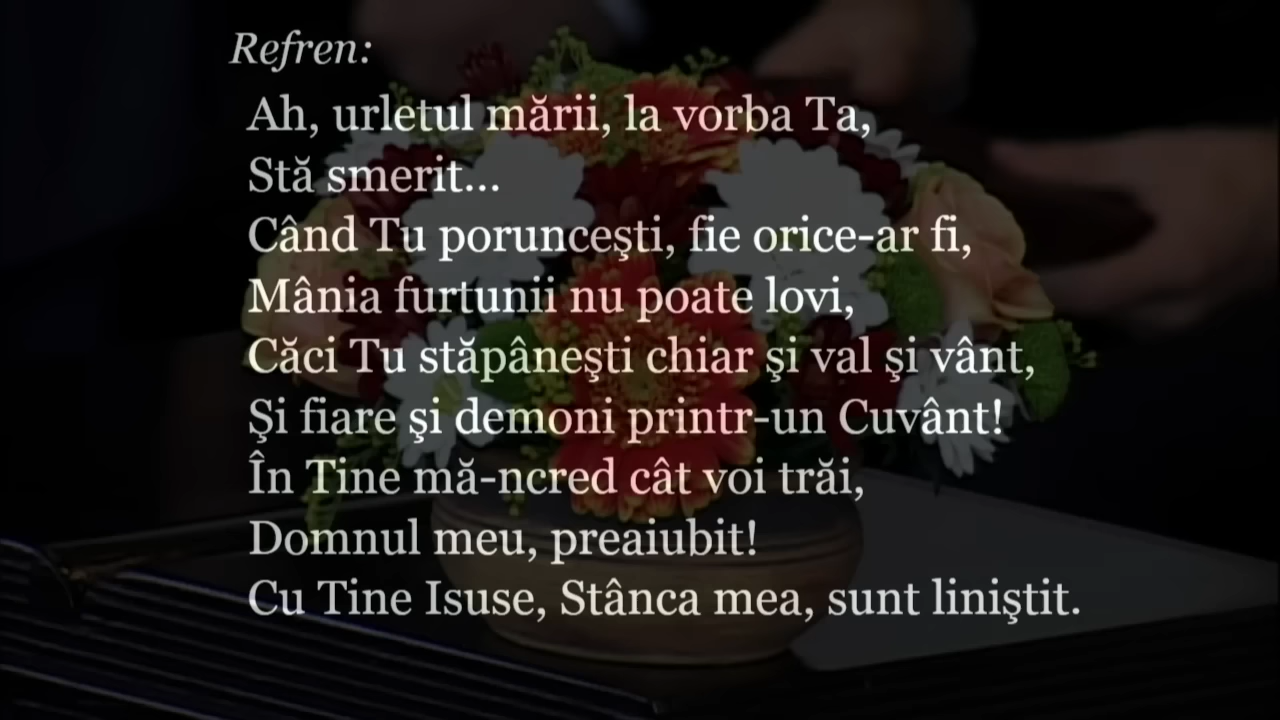 Refren:
Ah, urletul mării, la vorba Ta,
Stă smerit...
Când Tu porunceşti, fie orice-ar fi,
Mânia furtunii nu poate lovi,
Căci Tu stăpâneşti chiar şi val şi vânt,
Şi fiare şi demoni printr-un Cuvânt!
În Tine mă-ncred cât voi trăi,
Domnul meu, preaiubit!
Cu Tine Isuse, Stânca mea, sunt liniştit.